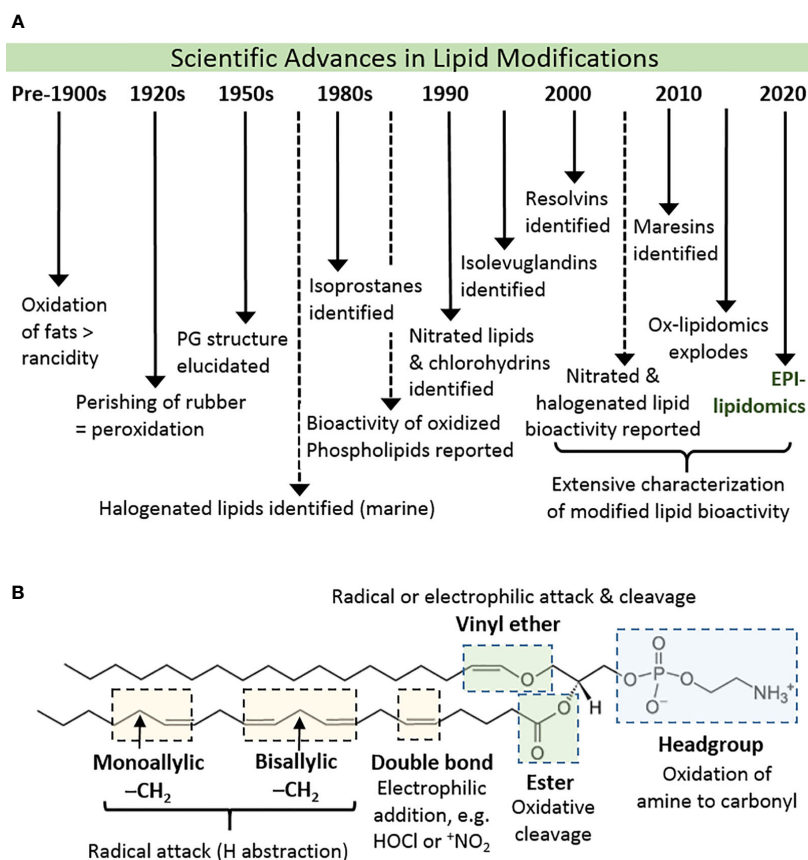 A
Scientific Advances in Lipid Modifications
Pre-1900s 1920s 1950s 1980s 1990 2000 2010 2020
Oxidation
of fats >
rancidity
Perishing of rubber
= peroxidation
PG structure
elucidated
Halogenated lipids identified (marine)
Isoprostanes
identified
Bioactivity of oxidized
Phospholipids reported
Nitrated lipids
& chlorohydrins
identified
Isolevuglandins
identified
Resolvins
identified
Nitrated &
halogenated lipid
bioactivity reported
Maresins
identified
Ox-lipidomics
explodes
EPI-
lipidomics
Extensive characterization
of modified lipid bioactivity
B
Radical or electrophilic attack & cleavage
Vinyl ether
O
O
O
H
O
O
P
O
O⁻
NH₃⁺
Monoallylic
–CH₂
Bisallylic
–CH₂
Radical attack (H abstraction)
Double bond
Electrophilic
addition, e.g.
HOCl or ⁺NO₂
Ester
Oxidative
cleavage
Headgroup
Oxidation of
amine to carbonyl